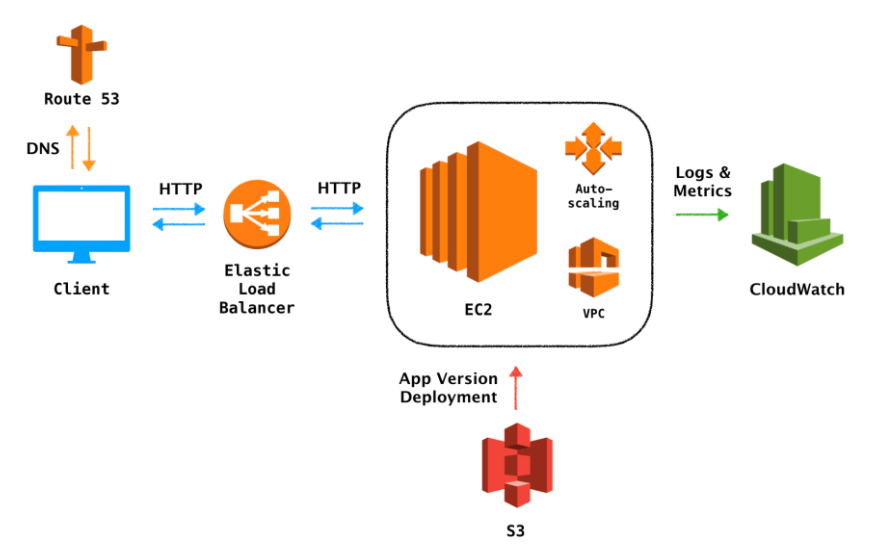 Route 53
DNS
HTTP
HTTP
Client
Elastic
Load
Balancer
EC2
Auto-
scaling
VPC
Logs &
Metrics
CloudWatch
App Version
Deployment
S3